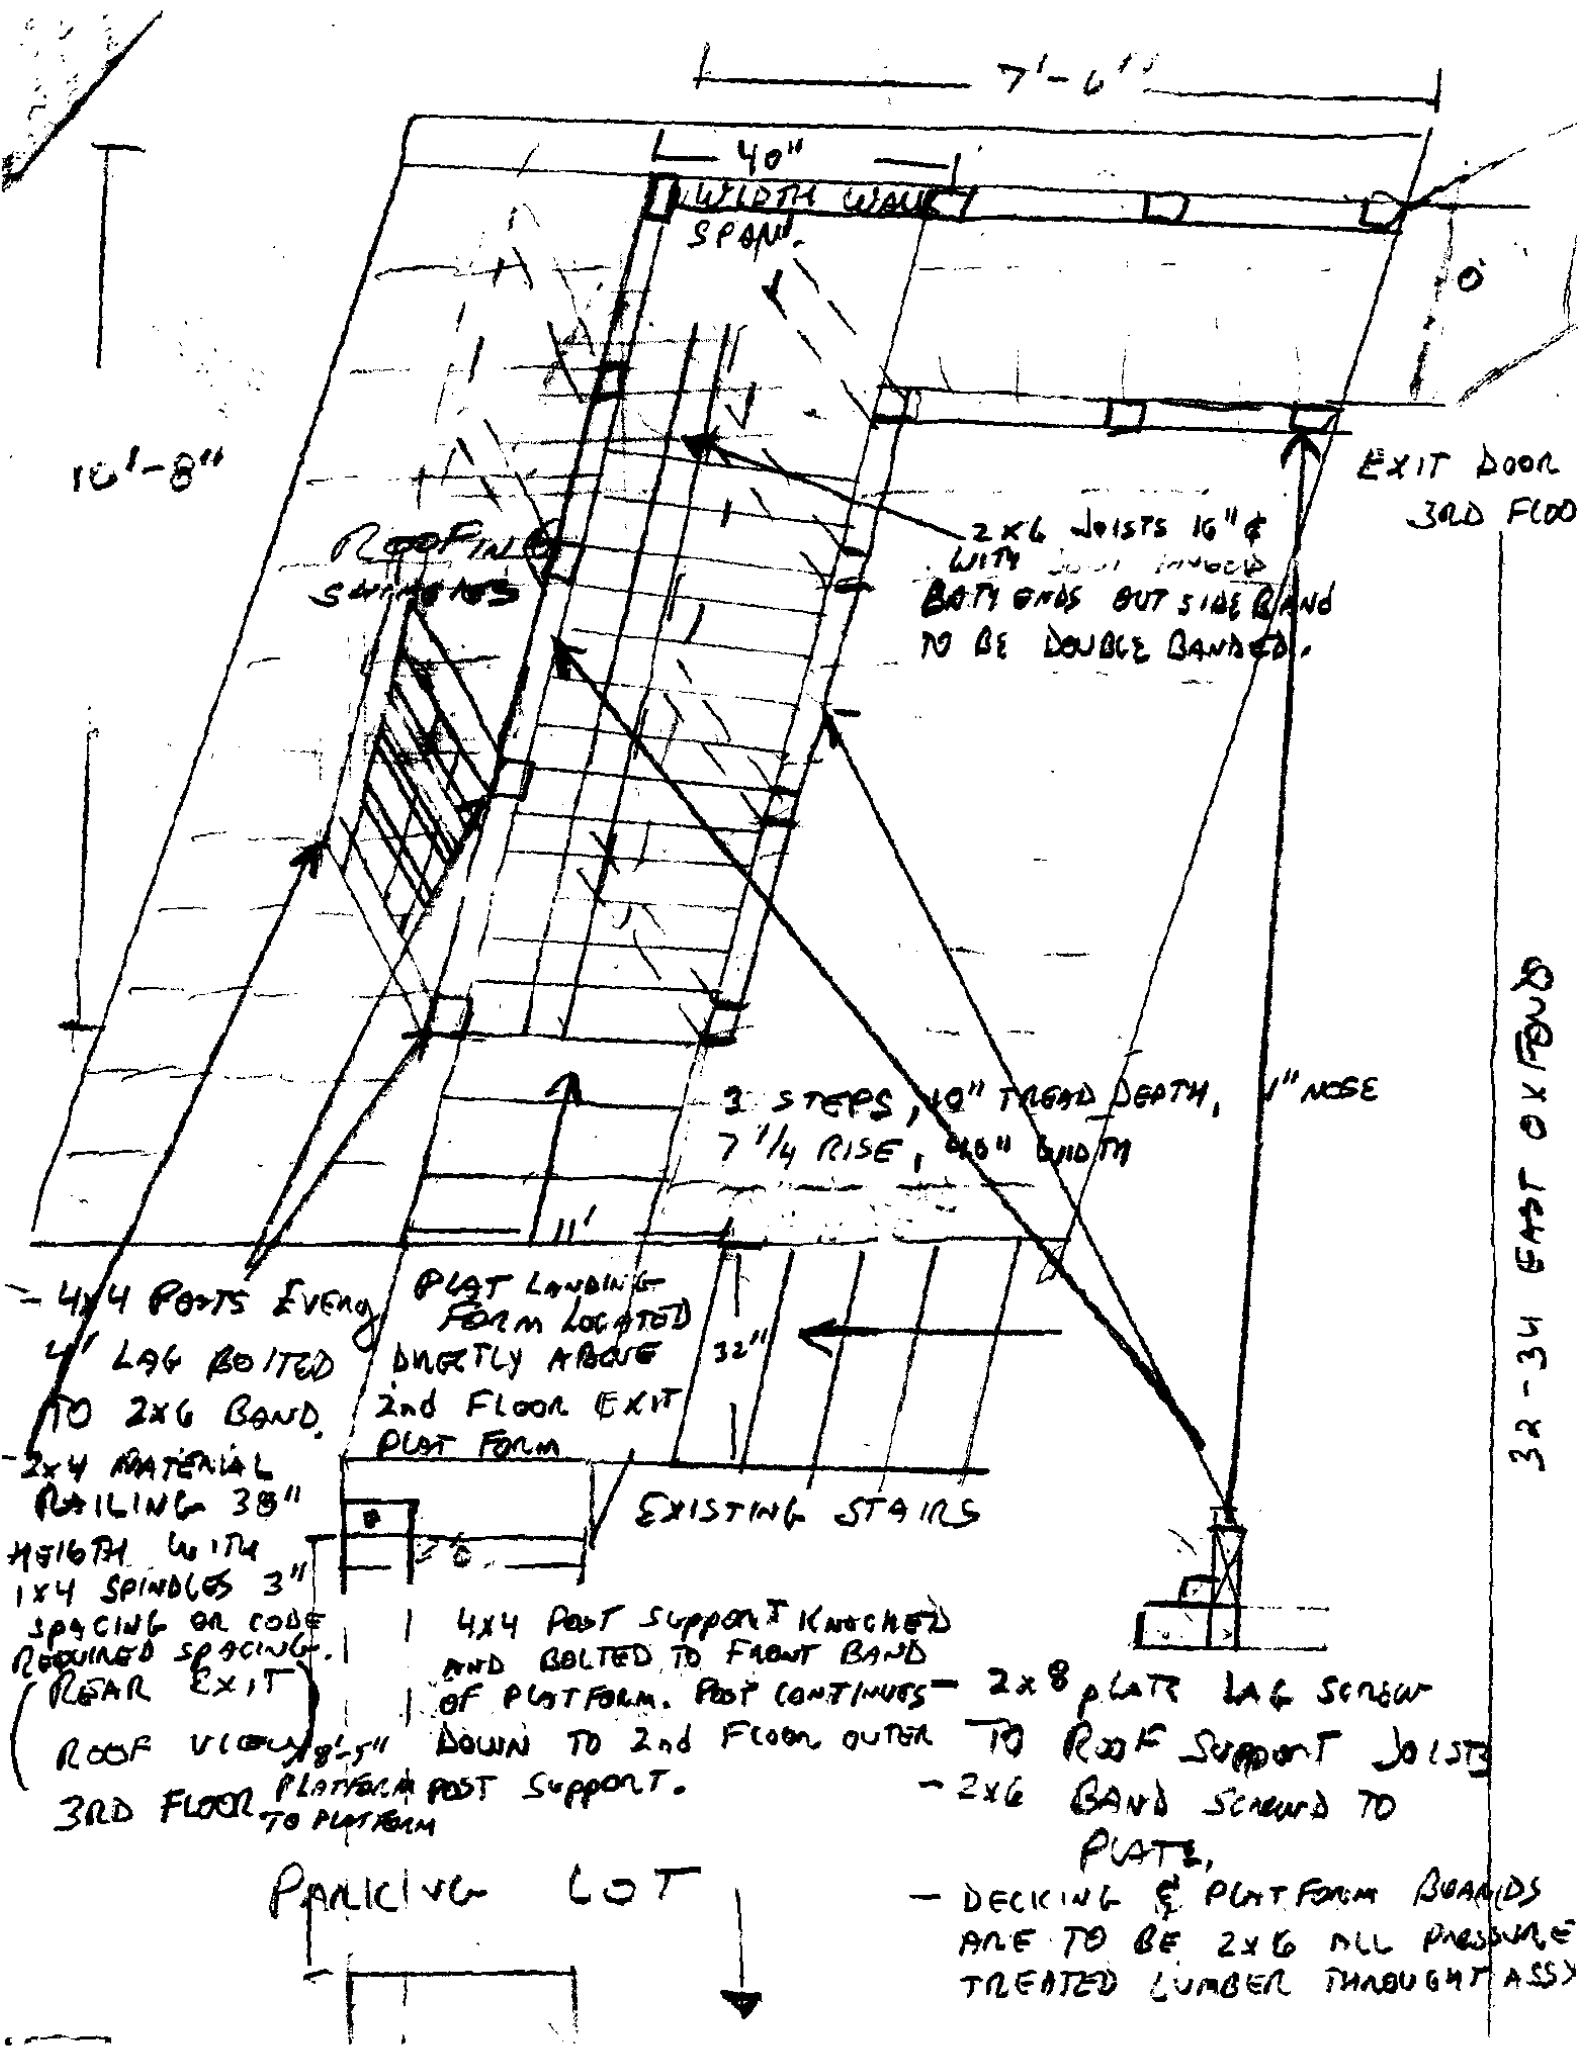 7'-6"
40"
WIDTH WALK
SPAN.
EXIT DOOR
3RD FLOO
2x6 JOISTS 16" ¢
WITH
ENDS OUTSIDE BAND
TO BE DOUBLE BANDED.
ROOFING
3 STEPS, 10" TREAD DEPTH, 1" NOSE
7 1/4 RISE, 40" WIDTH
11'
32-34 EAST OXFORD
- 4x4 POSTS EVERY
4' LAG BOLTED
TO 2x6 BAND.
- 2x4 MATERIAL
RAILING 38"
HEIGTH WITH
1x4 SPINDLES 3"
SPACING OR CODE
REQUIRED SPACING.
PLAT LANDING
FORM LOCATED
DIRECTLY ABOVE
2nd FLOOR EXIT
PLAT FORM
32"
EXISTING STAIRS
(REAR EXIT
ROOF VIEW)
3RD FLOOR
8'-5"
PLATFORM
TO PLATFORM
4x4 POST SUPPORT KNOCHED
AND BOLTED TO FRONT BAND
OF PLATFORM. POST CONTINUES
DOWN TO 2nd FLOOR OUTER
POST SUPPORT.
- 2x8 PLATE LAG SCREW
TO ROOF SUPPORT JOISTS
- 2x6 BAND SCREWD TO
PLATE,
- DECKING & PLATFORM BOARDS
ARE TO BE 2x6 ALL PRESSURE
TREATED LUMBER THROUGHT ASSY
PARKING LOT